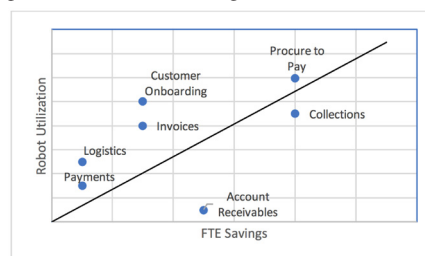 Procure to
Pay
Customer
Onboarding
Collections
Invoices
Logistics
Payments
Account
Receivables
Robot Utilization
FTE Savings